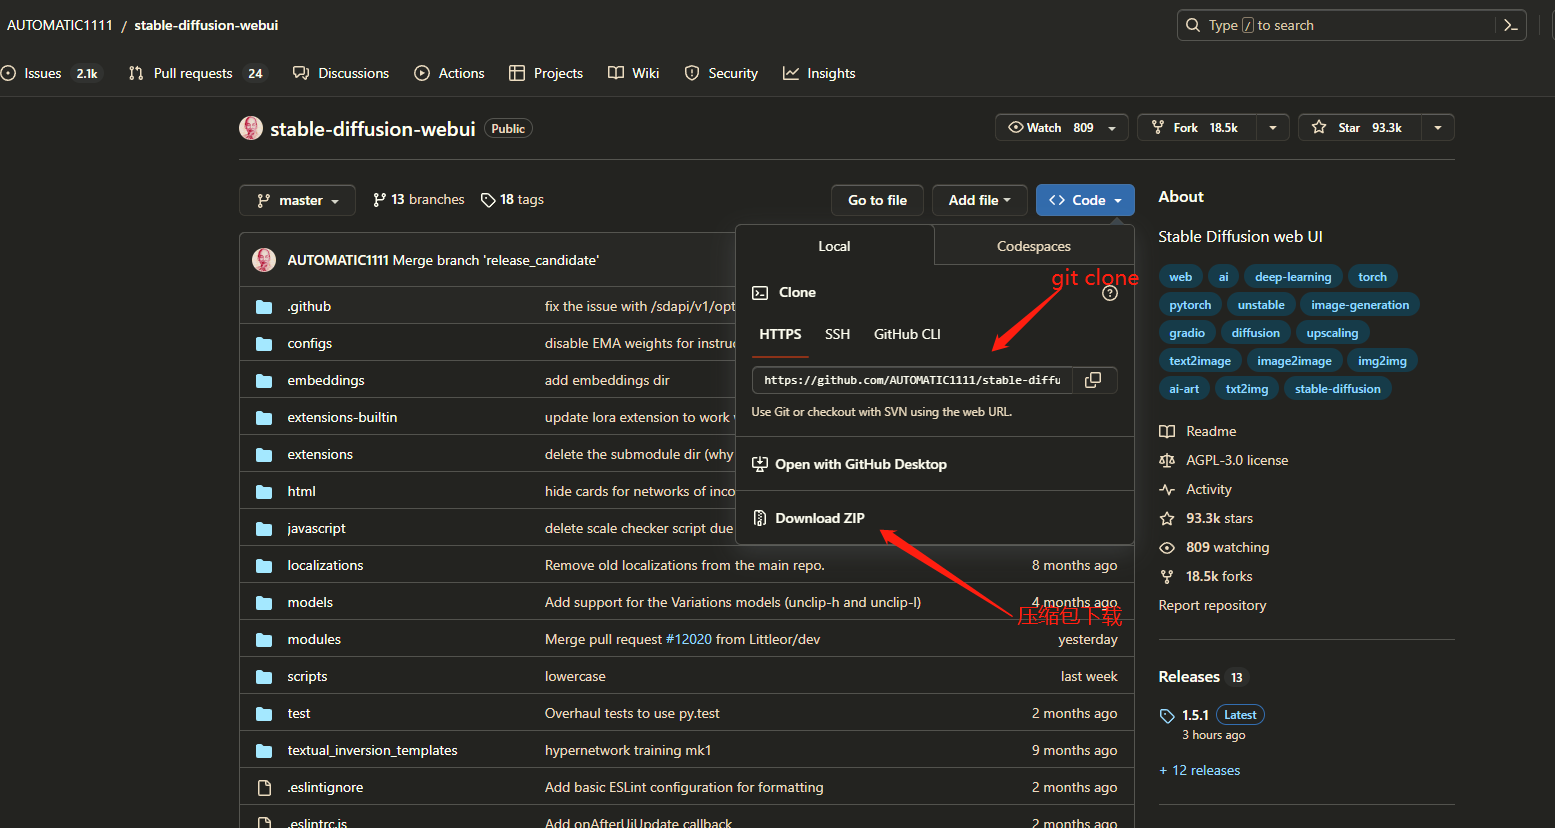 AUTOMATIC1111 / stable-diffusion-webui
Type / to search
Issues 2.1k Pull requests 24 Discussions Actions Projects Wiki Security Insights
stable-diffusion-webui Public
Watch 809 Fork 18.5k Star 93.3k
master 13 branches 18 tags
Go to file Add file Code
AUTOMATIC1111 Merge branch 'release_candidate'
.github fix the issue with /sdapi/v1/opt
configs disable EMA weights for instruc
embeddings add embeddings dir
extensions-builtin update lora extension to work
extensions delete the submodule dir (why
html hide cards for networks of inco
javascript delete scale checker script due
localizations Remove old localizations from the main repo. 8 months ago
models Add support for the Variations models (unclip-h and unclip-l) 4 months ago
modules Merge pull request #12020 from Littleor/dev yesterday
scripts lowercase last week
test Overhaul tests to use py.test 2 months ago
textual_inversion_templates hypernetwork training mk1 9 months ago
.eslintignore Add basic ESLint configuration for formatting 2 months ago
.eslintrc.js Add onAfterUiUpdate callback 2 months ago
Local Codespaces
git clone
Clone
HTTPS SSH GitHub CLI
https://github.com/AUTOMATIC1111/stable-diffu
Use Git or checkout with SVN using the web URL.
Open with GitHub Desktop
Download ZIP
压缩包下载
About
Stable Diffusion web UI
web ai deep-learning torch
pytorch unstable image-generation
gradio diffusion upscaling
text2image image2image img2img
ai-art txt2img stable-diffusion
Readme
AGPL-3.0 license
Activity
93.3k stars
809 watching
18.5k forks
Report repository
Releases 13
1.5.1 Latest
3 hours ago
+ 12 releases